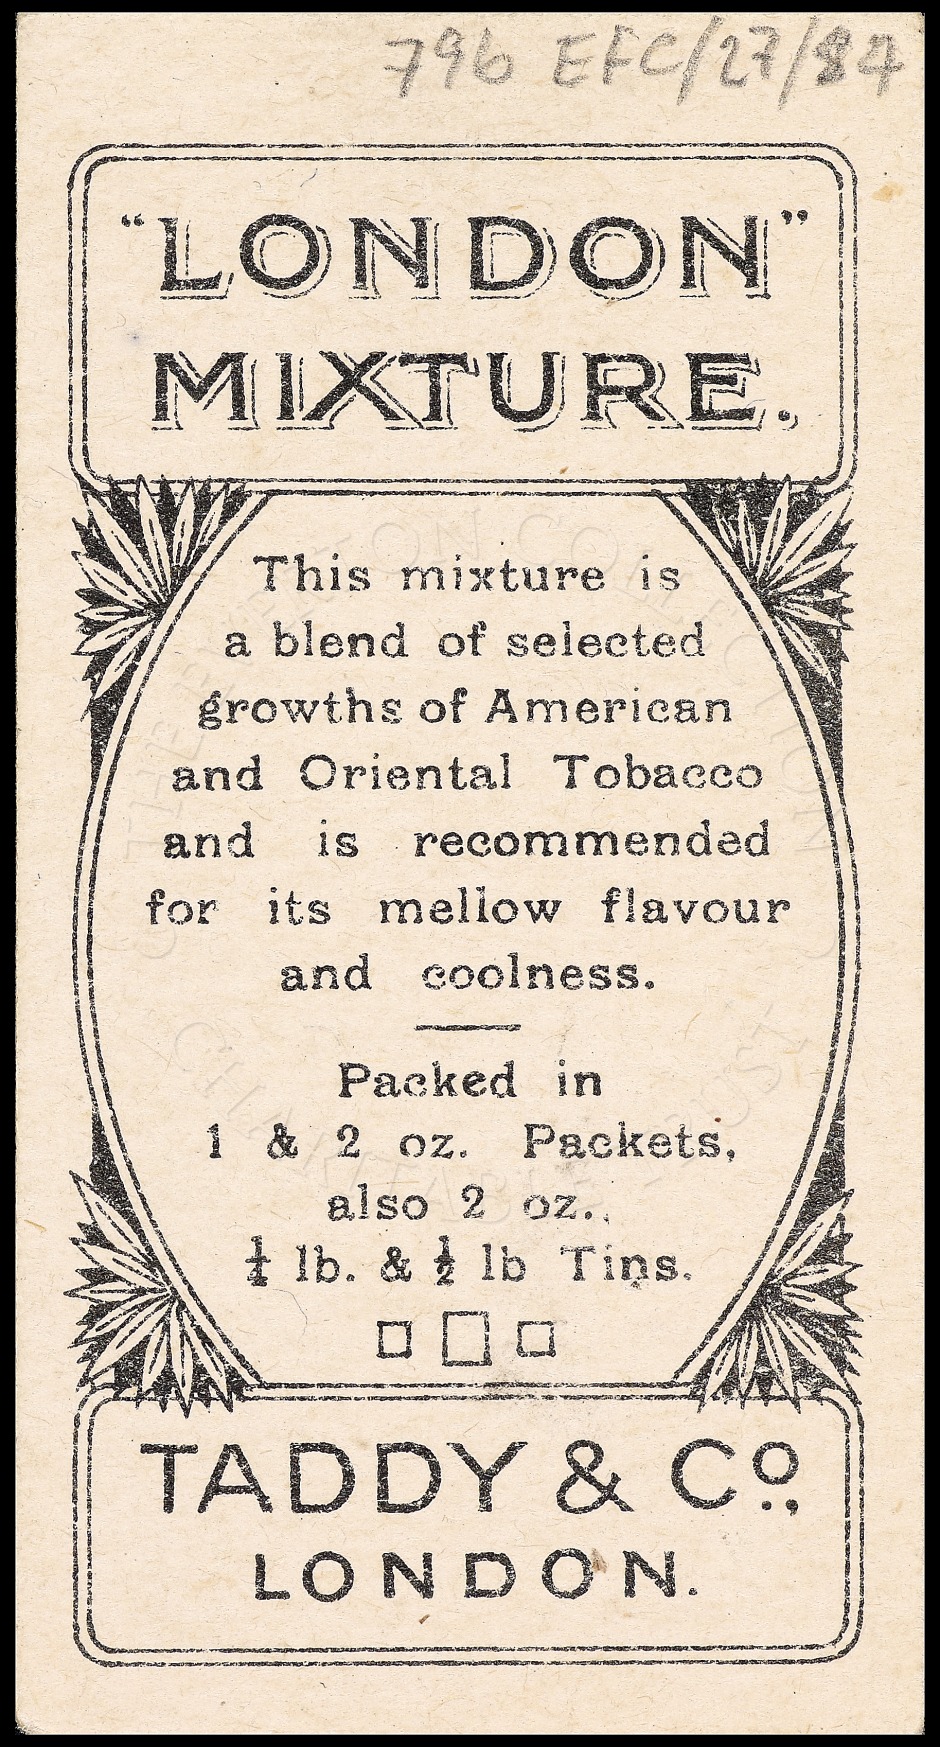 796 EFC/27/84
"LONDON"
MIXTURE.
This mixture is
a blend of selected
growths of American
and Oriental Tobacco
and is recommended
for its mellow flavour
and coolness.
Packed in
1 & 2 oz. Packets,
also 2 oz.,
¼ lb. & ½ lb Tins.
TADDY & Co.,
LONDON.